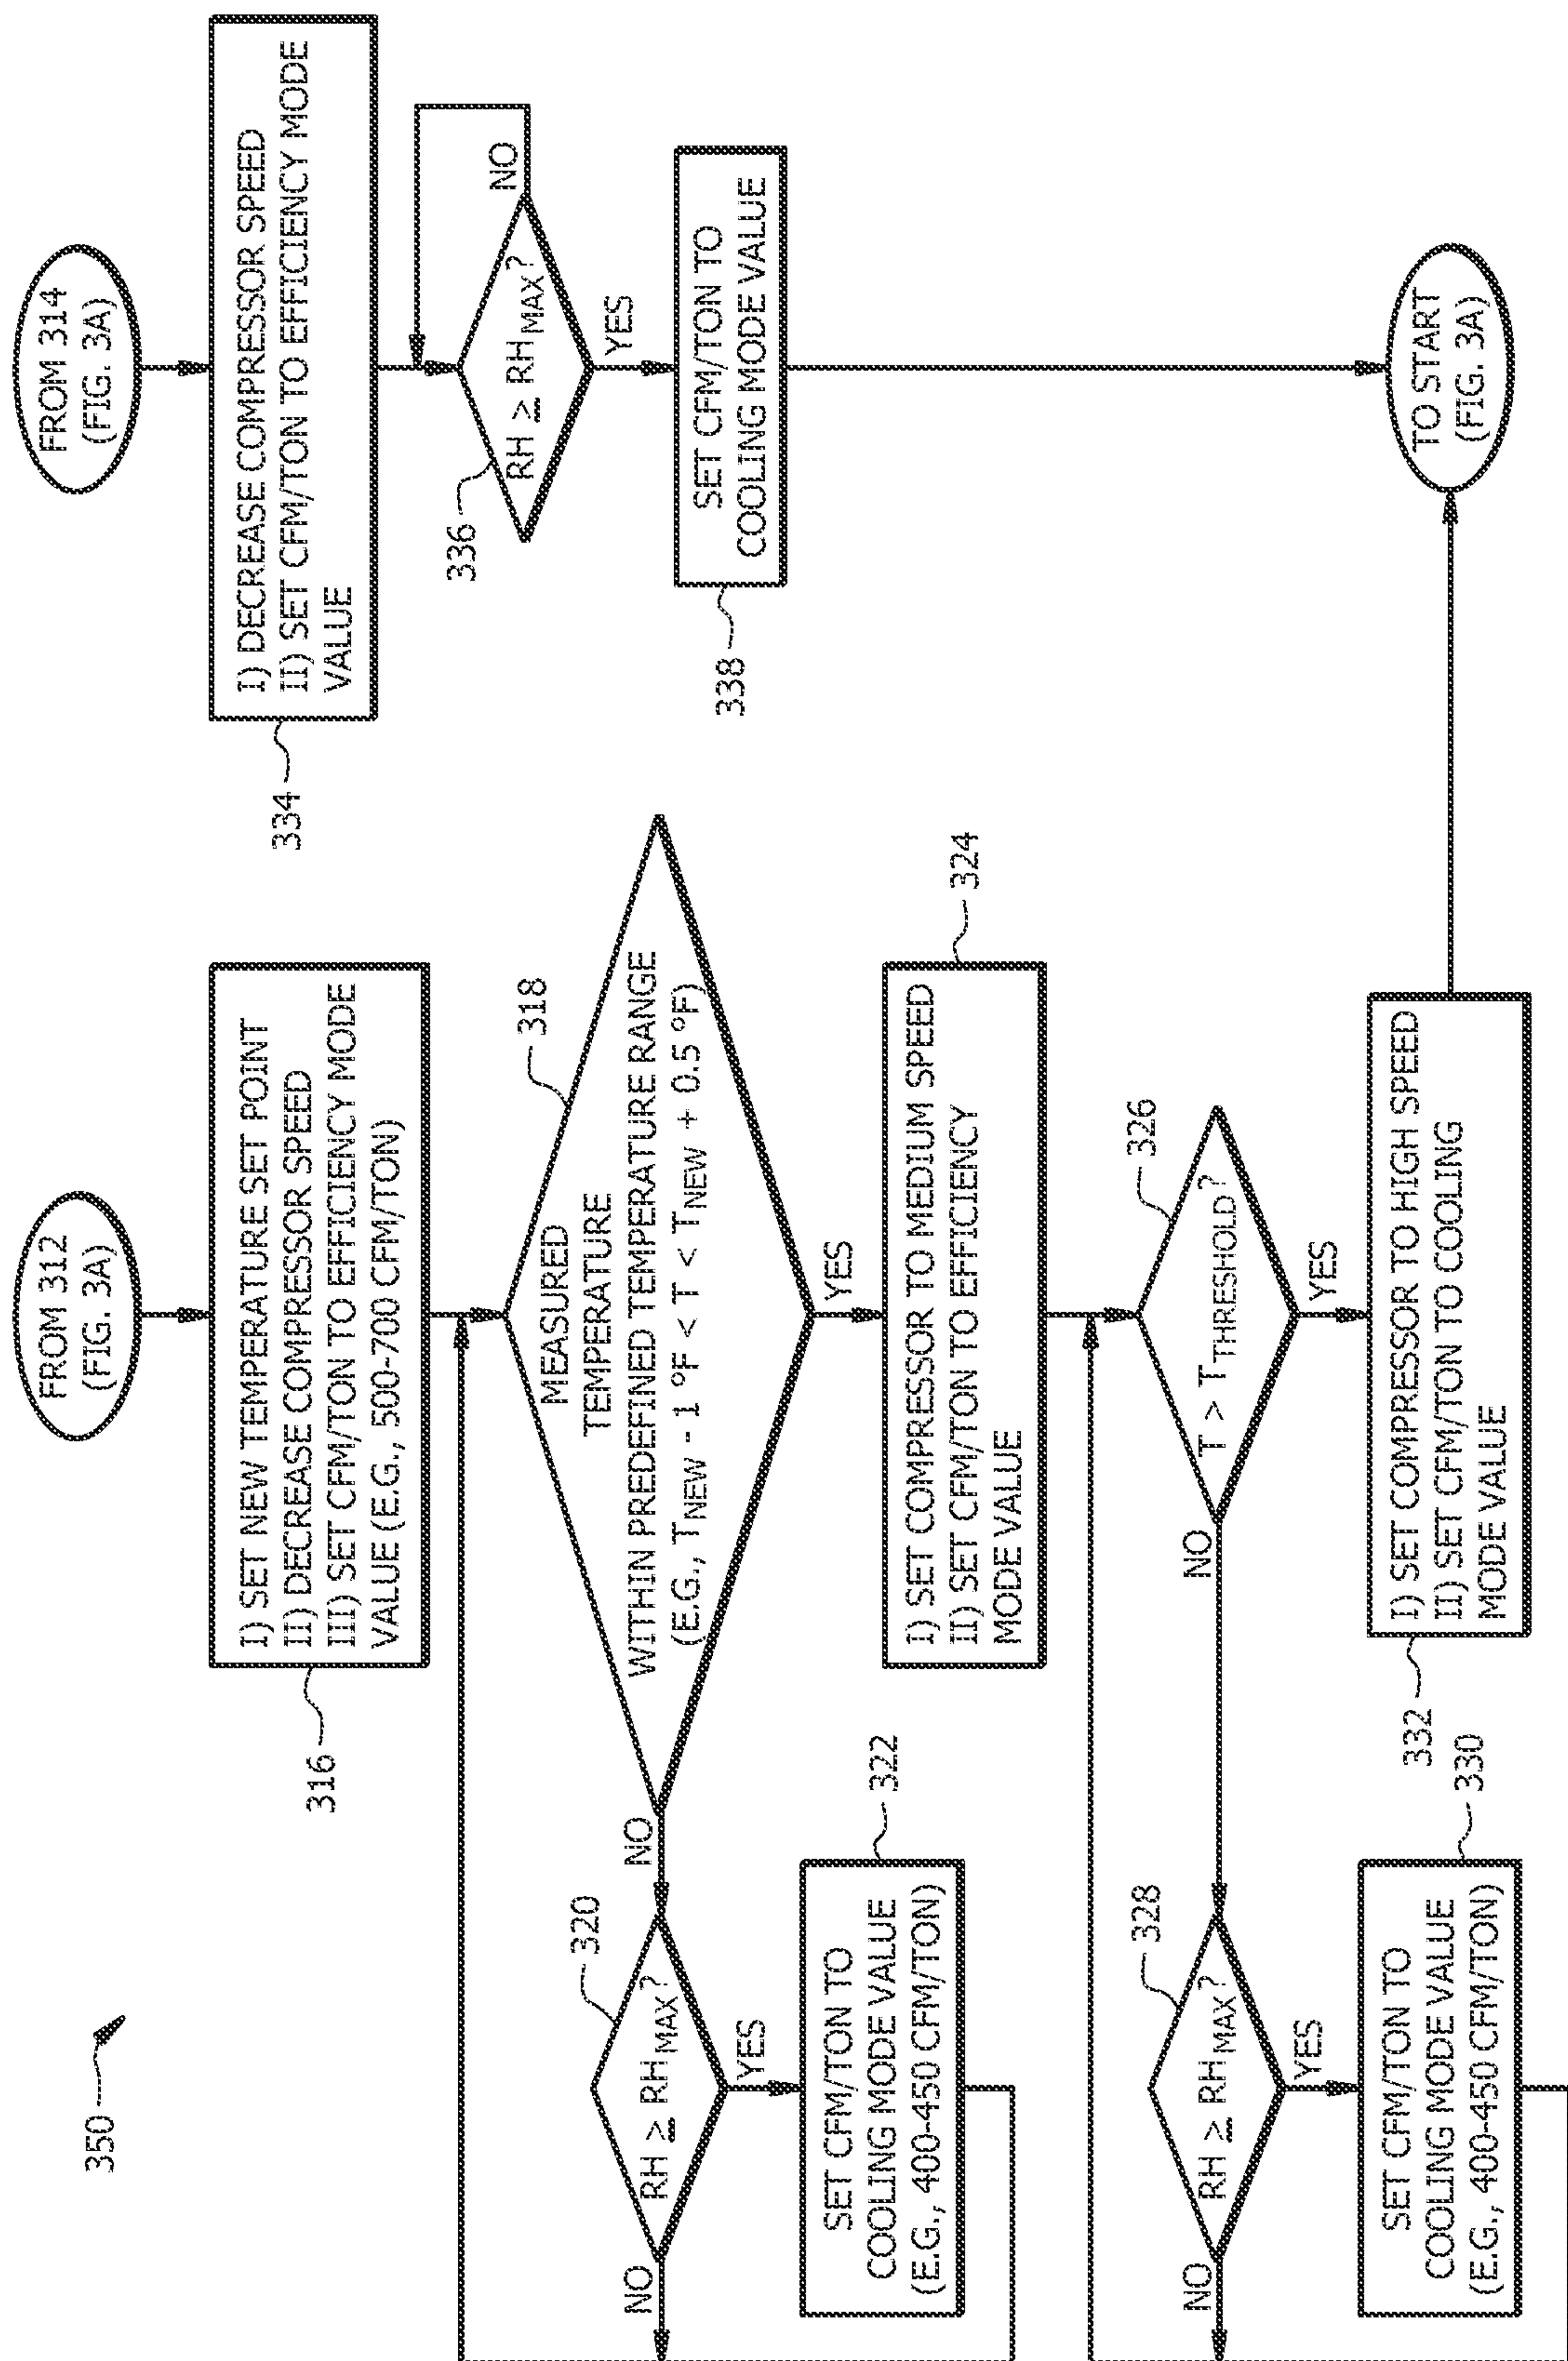 350
FROM 312
(FIG. 3A)
316
I) SET NEW TEMPERATURE SET POINT
II) DECREASE COMPRESSOR SPEED
III) SET CFM/TON TO EFFICIENCY MODE
VALUE (E.G., 500-700 CFM/TON)
318
MEASURED
TEMPERATURE
WITHIN PREDEFINED TEMPERATURE RANGE
(E.G., TNEW - 1 °F < T < TNEW + 0.5 °F)
NO
YES
320
RH ≥ RHMAX?
NO
YES
322
SET CFM/TON TO
COOLING MODE VALUE
(E.G., 400-450 CFM/TON)
324
I) SET COMPRESSOR TO MEDIUM SPEED
II) SET CFM/TON TO EFFICIENCY
MODE VALUE
326
T > TTHRESHOLD?
NO
YES
328
RH ≥ RHMAX?
NO
YES
330
SET CFM/TON TO
COOLING MODE VALUE
(E.G., 400-450 CFM/TON)
332
I) SET COMPRESSOR TO HIGH SPEED
II) SET CFM/TON TO COOLING
MODE VALUE
FROM 314
(FIG. 3A)
334
I) DECREASE COMPRESSOR SPEED
II) SET CFM/TON TO EFFICIENCY MODE
VALUE
336
RH ≥ RHMAX?
NO
YES
338
SET CFM/TON TO
COOLING MODE VALUE
TO START
(FIG. 3A)